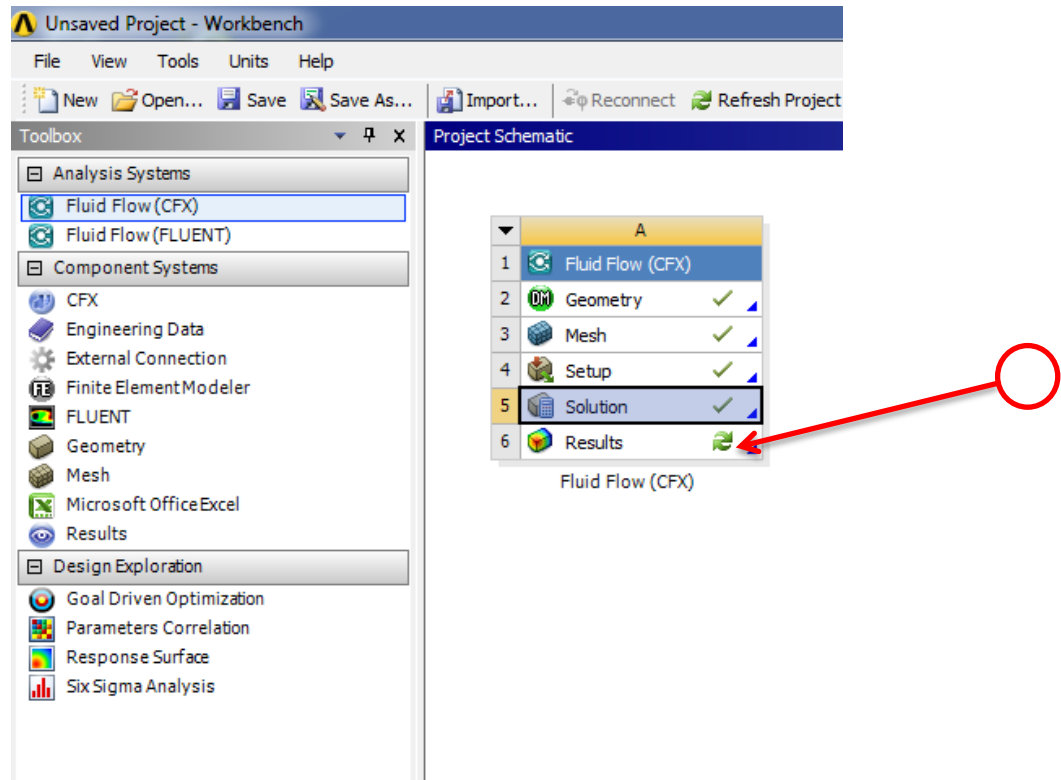 Unsaved Project - Workbench
File View Tools Units Help
New Open... Save Save As... Import... Reconnect Refresh Project
Toolbox
Project Schematic
Analysis Systems
Fluid Flow (CFX)
Fluid Flow (FLUENT)
Component Systems
CFX
Engineering Data
External Connection
Finite Element Modeler
FLUENT
Geometry
Mesh
Microsoft Office Excel
Results
Design Exploration
Goal Driven Optimization
Parameters Correlation
Response Surface
Six Sigma Analysis
A
1 Fluid Flow (CFX)
2 DM Geometry
3 Mesh
4 Setup
5 Solution
6 Results
Fluid Flow (CFX)